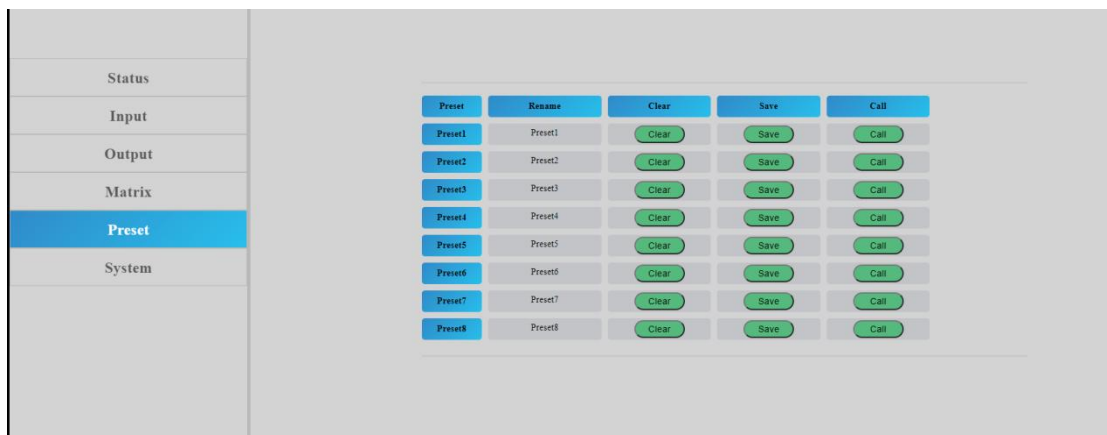 Status
Input
Output
Matrix
Preset
System
Preset Rename Clear Save Call
Preset1 Preset1 Clear Save Call
Preset2 Preset2 Clear Save Call
Preset3 Preset3 Clear Save Call
Preset4 Preset4 Clear Save Call
Preset5 Preset5 Clear Save Call
Preset6 Preset6 Clear Save Call
Preset7 Preset7 Clear Save Call
Preset8 Preset8 Clear Save Call